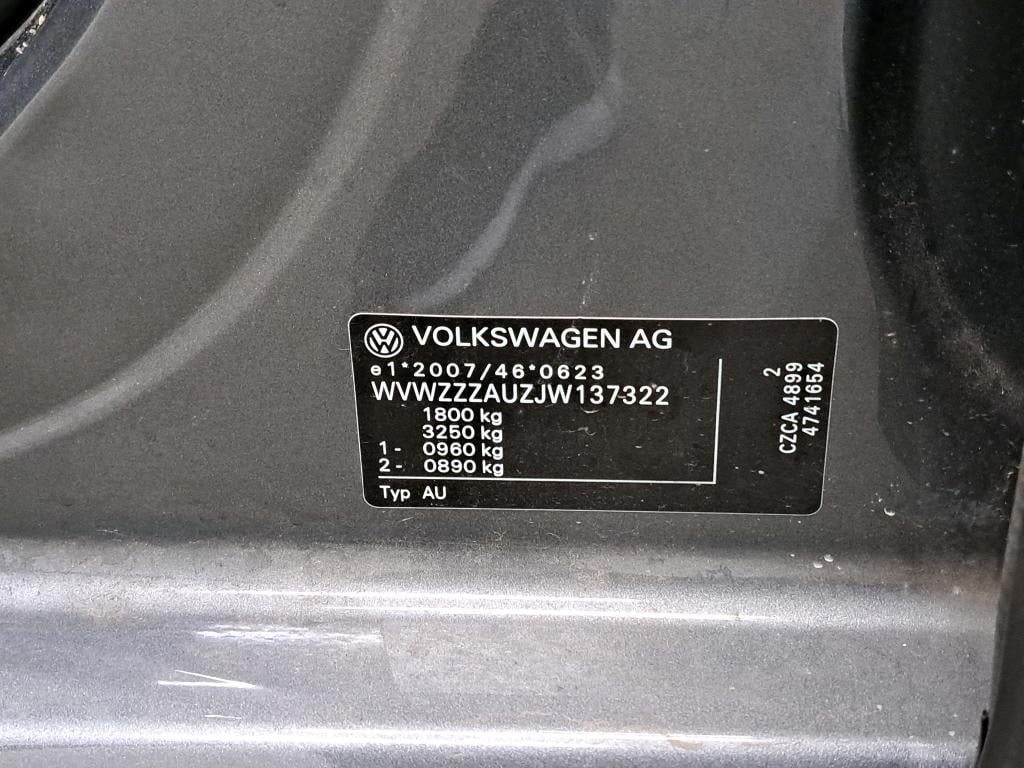 VOLKSWAGEN AG
e1*2007/46*0623
WVWZZZAUZJW137322
1800 kg
3250 kg
1- 0960 kg
2- 0890 kg
Typ AU
2
CZCA 4899
4741654